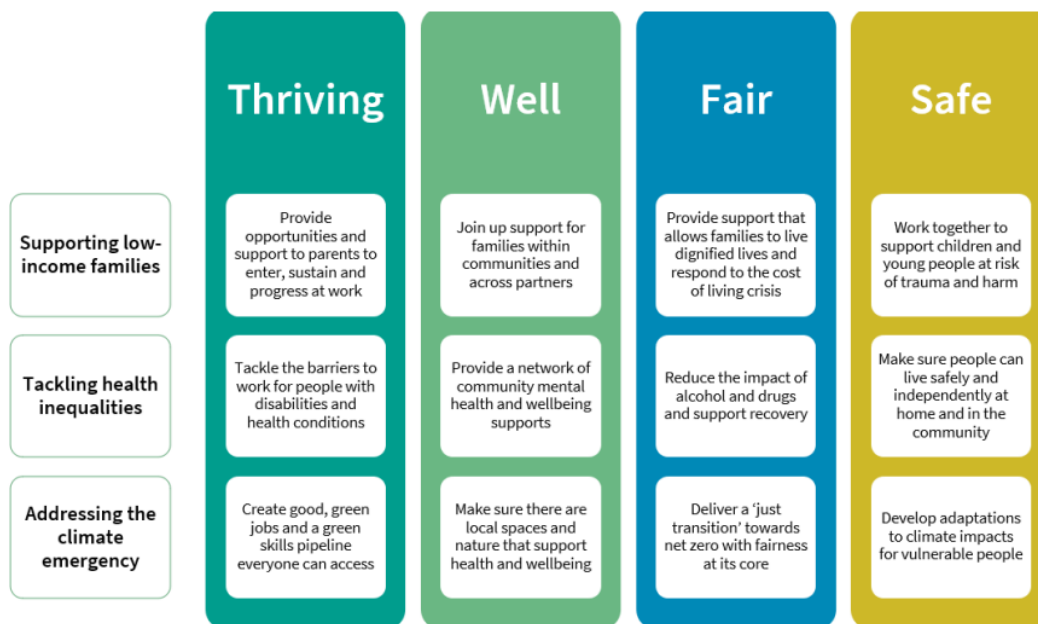 Thriving
Well
Fair
Safe
Supporting low-
income families
Provide
opportunities and
support to parents to
enter, sustain and
progress at work
Join up support for
families within
communities and
across partners
Provide support that
allows families to live
dignified lives and
respond to the cost
of living crisis
Work together to
support children and
young people at risk
of trauma and harm
Tackling health
inequalities
Tackle the barriers to
work for people with
disabilities and
health conditions
Provide a network of
community mental
health and wellbeing
supports
Reduce the impact of
alcohol and drugs
and support recovery
Make sure people can
live safely and
independently at
home and in the
community
Addressing the
climate
emergency
Create good, green
jobs and a green
skills pipeline
everyone can access
Make sure there are
local spaces and
nature that support
health and wellbeing
Deliver a ‘just
transition’ towards
net zero with fairness
at its core
Develop adaptations
to climate impacts
for vulnerable people